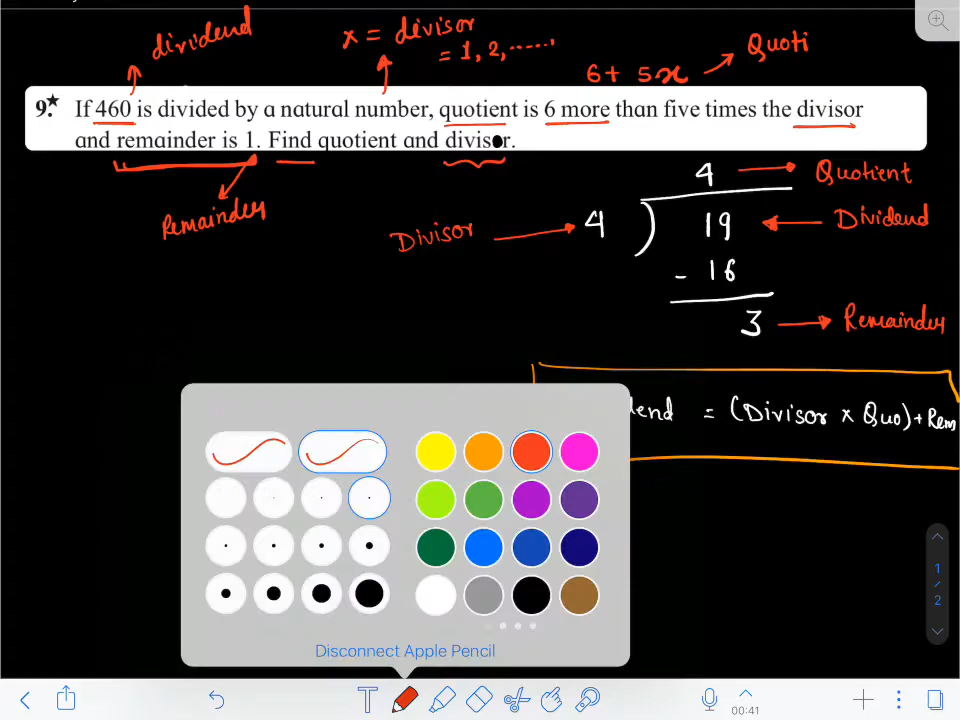 dividend
x = divisor
= 1, 2, ......
6 + 5x
Quoti
9.★ If 460 is divided by a natural number, quotient is 6 more than five times the divisor
and remainder is 1. Find quotient and divisor.
Remainder
4
Quotient
Divisor
4 ) 19
Dividend
- 16
3
Remainder
dend = (Divisor x Quo) + Rem
Disconnect Apple Pencil
1
/
2
T
00:41